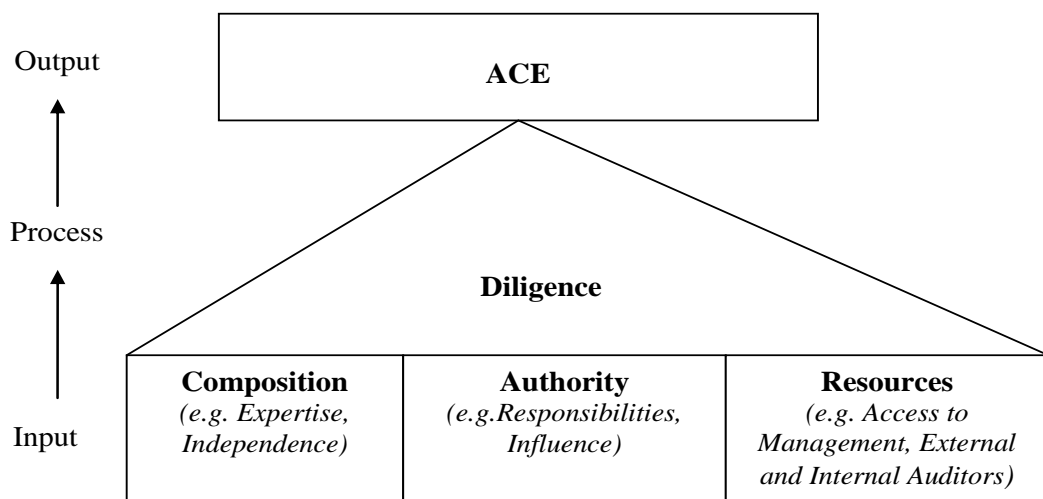 Output
ACE
Process
Diligence
Input
Composition
(e.g. Expertise,
Independence)
Authority
(e.g.Responsibilities,
Influence)
Resources
(e.g. Access to
Management, External
and Internal Auditors)